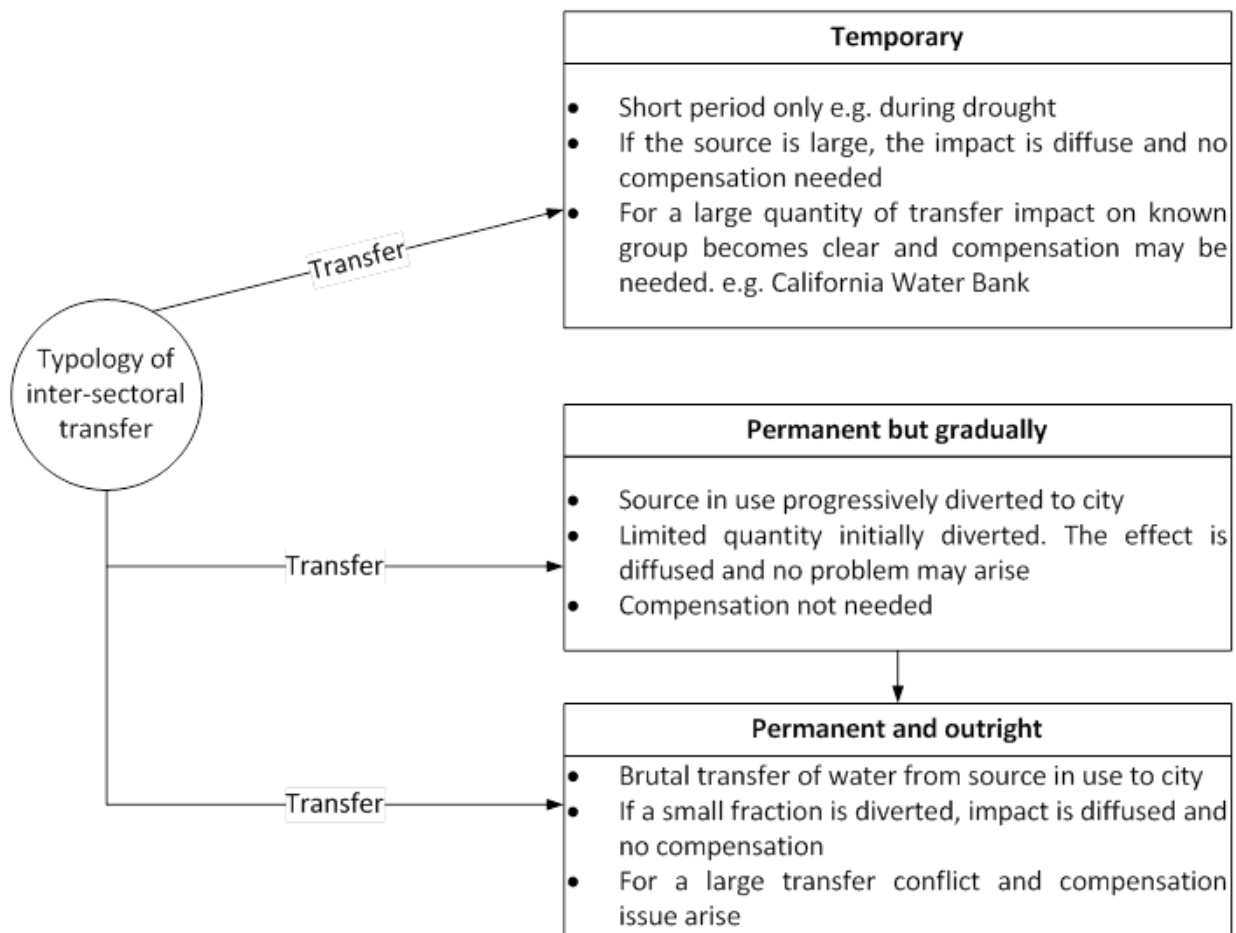 Temporary
• Short period only e.g. during drought
• If the source is large, the impact is diffuse and no
compensation needed
• For a large quantity of transfer impact on known
group becomes clear and compensation may be
needed. e.g. California Water Bank
Transfer
Typology of
inter-sectoral
transfer
Permanent but gradually
• Source in use progressively diverted to city
• Limited quantity initially diverted. The effect is
diffused and no problem may arise
• Compensation not needed
Transfer
Permanent and outright
• Brutal transfer of water from source in use to city
• If a small fraction is diverted, impact is diffused and
no compensation
• For a large transfer conflict and compensation
issue arise
Transfer